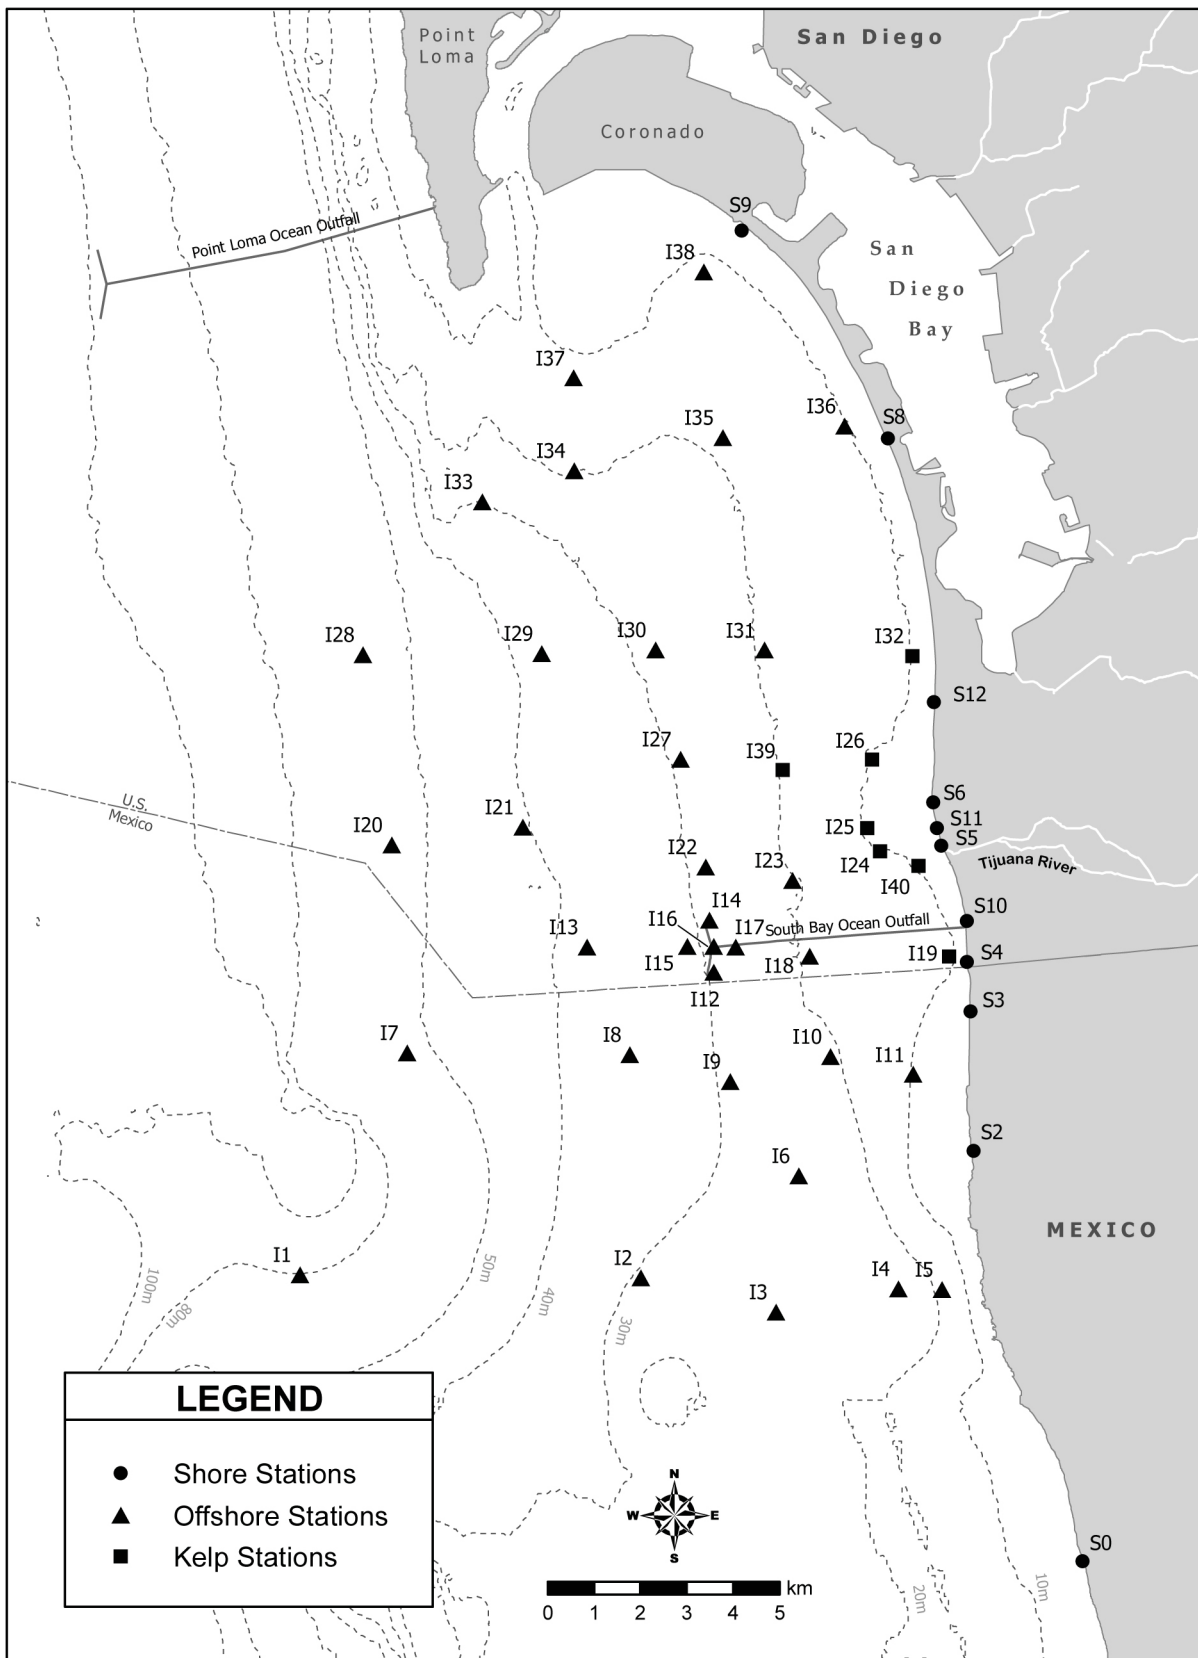 Point
Loma
San Diego
Coronado
S9
Point Loma Ocean Outfall
I38
San
Diego
Bay
I37
I36
S8
I35
I34
I33
I28
I29
I30
I31
I32
S12
I27
I39
I26
U.S.
Mexico
S6
I21
I25
S11
I20
S5
I22
I23
I24
I40
Tijuana River
I14
S10
I16
I17
South Bay Ocean Outfall
I13
I15
I18
I19
S4
I12
S3
I7
I8
I10
I11
I9
S2
I6
MEXICO
I1
I2
I4
I5
I3
100m
80m
50m
40m
30m
LEGEND
Shore Stations
Offshore Stations
Kelp Stations
N
W
E
S
S0
km
0 1 2 3 4 5
20m
10m